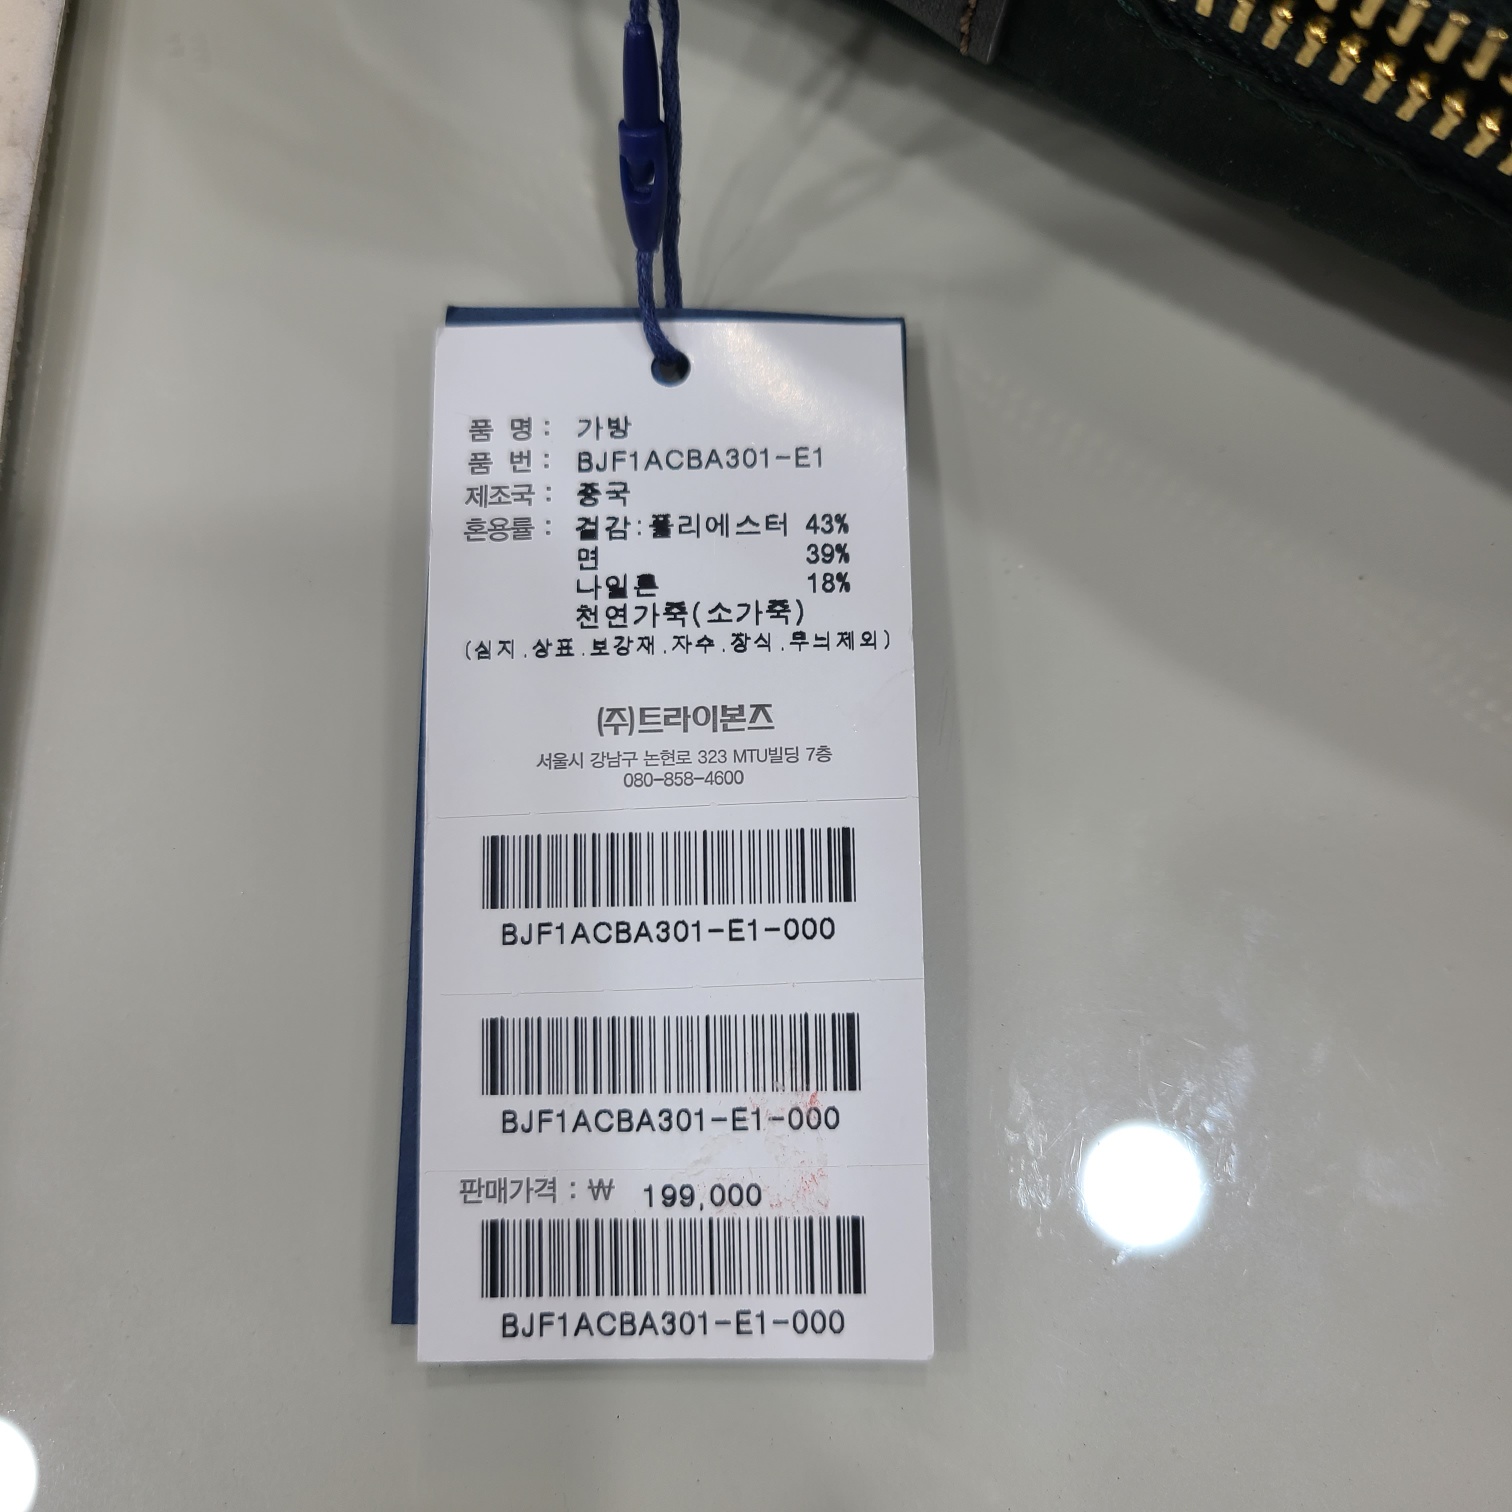 품 명 : 가방
품 번 : BJF1ACBA301-E1
제조국 : 중국
혼용률 : 겉감:폴리에스터 43%
면 39%
나일론 18%
천연가죽(소가죽)
(심지.상표.보강재.자수.장식.무늬제외)
(주)트라이본즈
서울시 강남구 논현로 323 MTU빌딩 7층
080-858-4600
BJF1ACBA301-E1-000
BJF1ACBA301-E1-000
판매가격 : ₩ 199,000
BJF1ACBA301-E1-000